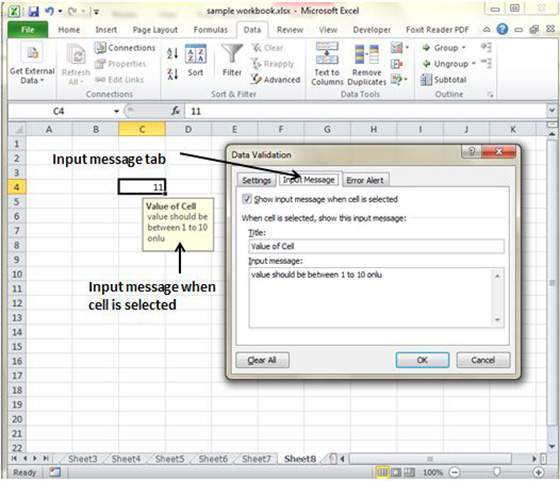 sample workbook.xlsx - Microsoft Excel
File Home Insert Page Layout Formulas Data Review View Developer Foxit Reader PDF
Get External
Data
Refresh
All
Connections
Properties
Edit Links
Connections
Sort
Filter
Clear
Reapply
Advanced
Sort & Filter
Text to
Columns
Remove
Duplicates
Data Tools
Group
Ungroup
Subtotal
Outline
C4 fx 11
A B C D E F G H I J K
1
2
3
4
5
6
7
8
9
10
11
12
13
14
15
16
17
18
19
20
21
22
11
Input message tab
Value of Cell
value should be
between 1 to 10
onlu
Input message when
cell is selected
Data Validation
Settings Input Message Error Alert
Show input message when cell is selected
When cell is selected, show this input message:
Title:
Value of Cell
Input message:
value should be between 1 to 10 onlu
Clear All OK Cancel
Sheet3 Sheet4 Sheet5 Sheet6 Sheet7 Sheet8
Ready 100%